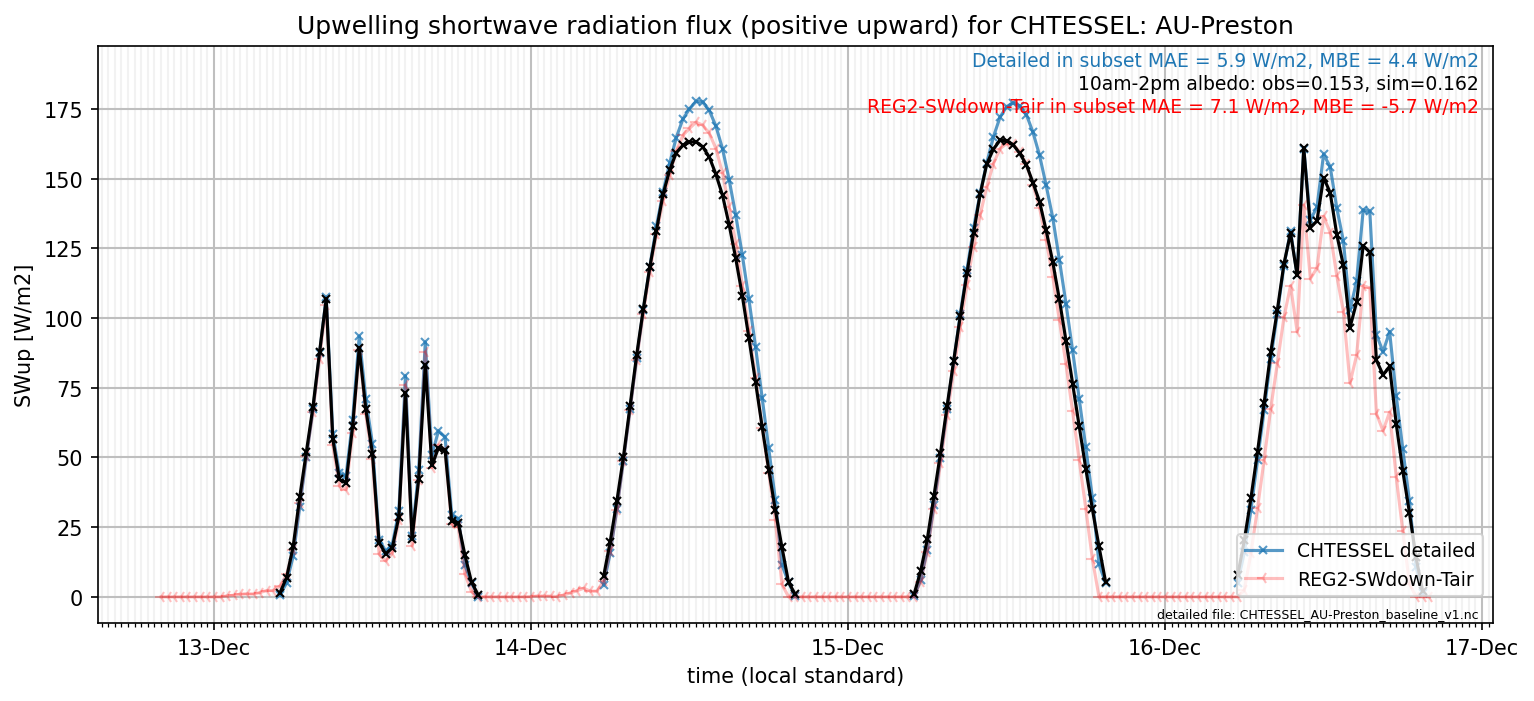 Upwelling shortwave radiation flux (positive upward) for CHTESSEL: AU-Preston
Detailed in subset MAE = 5.9 W/m2, MBE = 4.4 W/m2
10am-2pm albedo: obs=0.153, sim=0.162
REG2-SWdown-Tair in subset MAE = 7.1 W/m2, MBE = -5.7 W/m2
SWup [W/m2]
175
150
125
100
75
50
25
0
CHTESSEL detailed
REG2-SWdown-Tair
detailed file: CHTESSEL_AU-Preston_baseline_v1.nc
13-Dec
14-Dec
15-Dec
16-Dec
17-Dec
time (local standard)